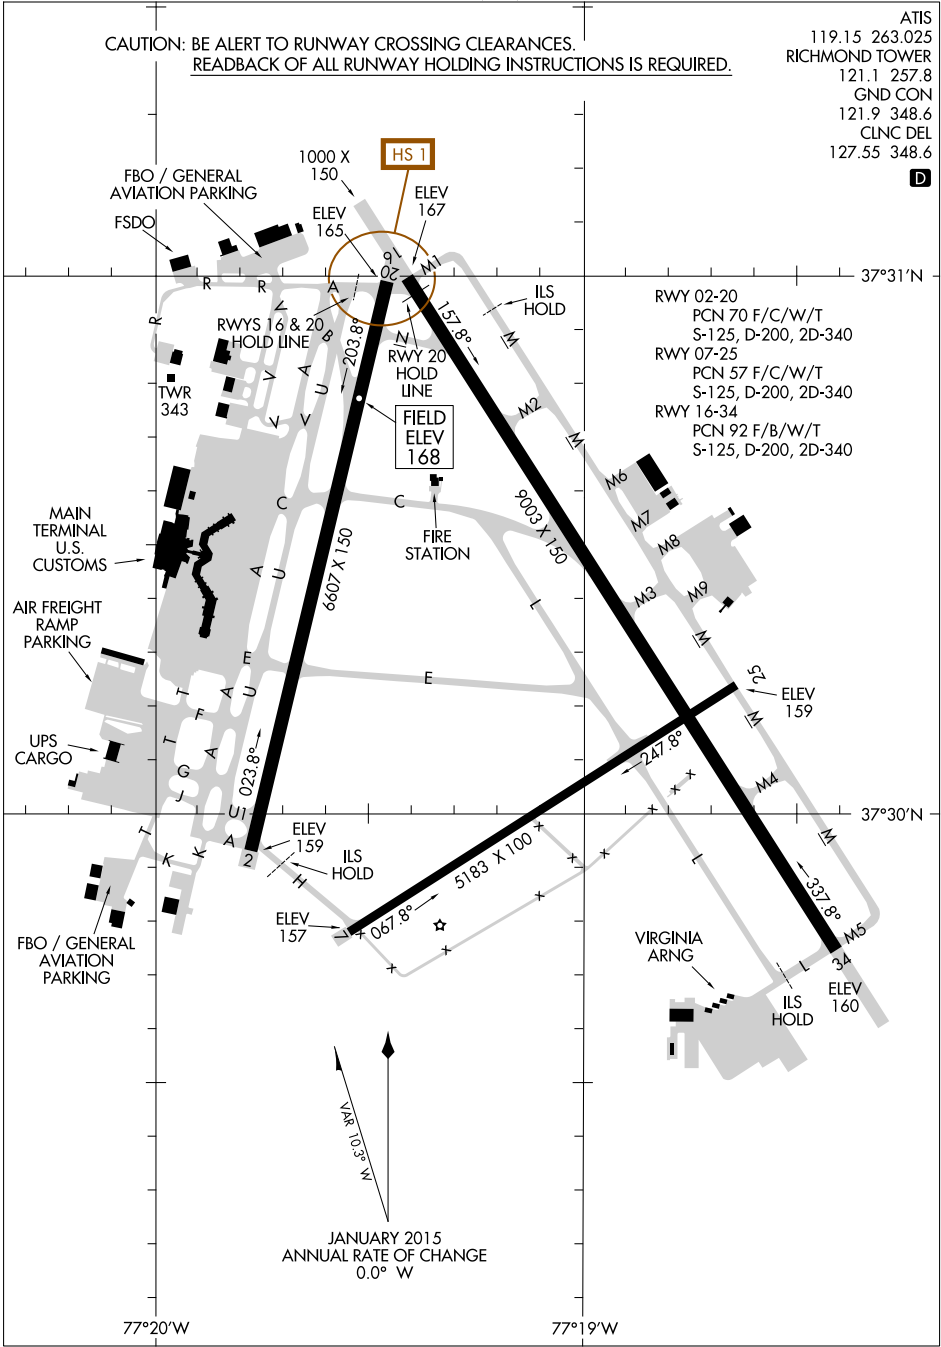 CAUTION: BE ALERT TO RUNWAY CROSSING CLEARANCES.
READBACK OF ALL RUNWAY HOLDING INSTRUCTIONS IS REQUIRED.
ATIS
119.15 263.025
RICHMOND TOWER
121.1 257.8
GND CON
121.9 348.6
CLNC DEL
127.55 348.6
D
HS 1
1000 X
150
FBO / GENERAL
AVIATION PARKING
FSDO
ELEV
165
ELEV
167
16
20
M1
37°31'N
R
R
R
V
A
B
RWYS 16 & 20
HOLD LINE
203.8°
157.8°
N
RWY 20
HOLD
LINE
ILS
HOLD
M
RWY 02-20
PCN 70 F/C/W/T
S-125, D-200, 2D-340
RWY 07-25
PCN 57 F/C/W/T
S-125, D-200, 2D-340
RWY 16-34
PCN 92 F/B/W/T
S-125, D-200, 2D-340
TWR
343
V
A
U
V
V
FIELD
ELEV
168
M2
M
M6
M7
M8
M9
M3
FIRE
STATION
C
C
9003 X 150
6607 X 150
MAIN
TERMINAL
U.S.
CUSTOMS
A
U
L
AIR FREIGHT
RAMP
PARKING
E
E
M
T
A
U
25
ELEV
159
F
T
A
M
UPS
CARGO
G
J
023.8°
247.8°
M4
37°30'N
U1
T
A
K
K
2
ELEV
159
ILS
HOLD
H
5183 X 100
L
M
ELEV
157
7
067.8°
337.8°
FBO / GENERAL
AVIATION
PARKING
VIRGINIA
ARNG
M5
L
34
ILS
HOLD
ELEV
160
x
x
x
x
x
x
x
x
x
x
VAR 10.3° W
JANUARY 2015
ANNUAL RATE OF CHANGE
0.0° W
77°20'W
77°19'W